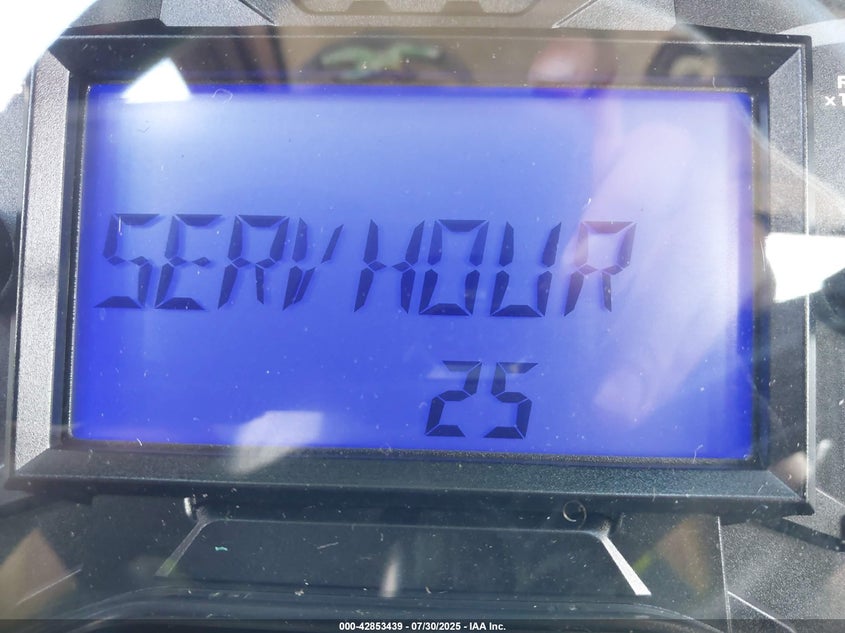 SERV HOUR
25
000-42853439 - 07/30/2025 - IAA Inc.